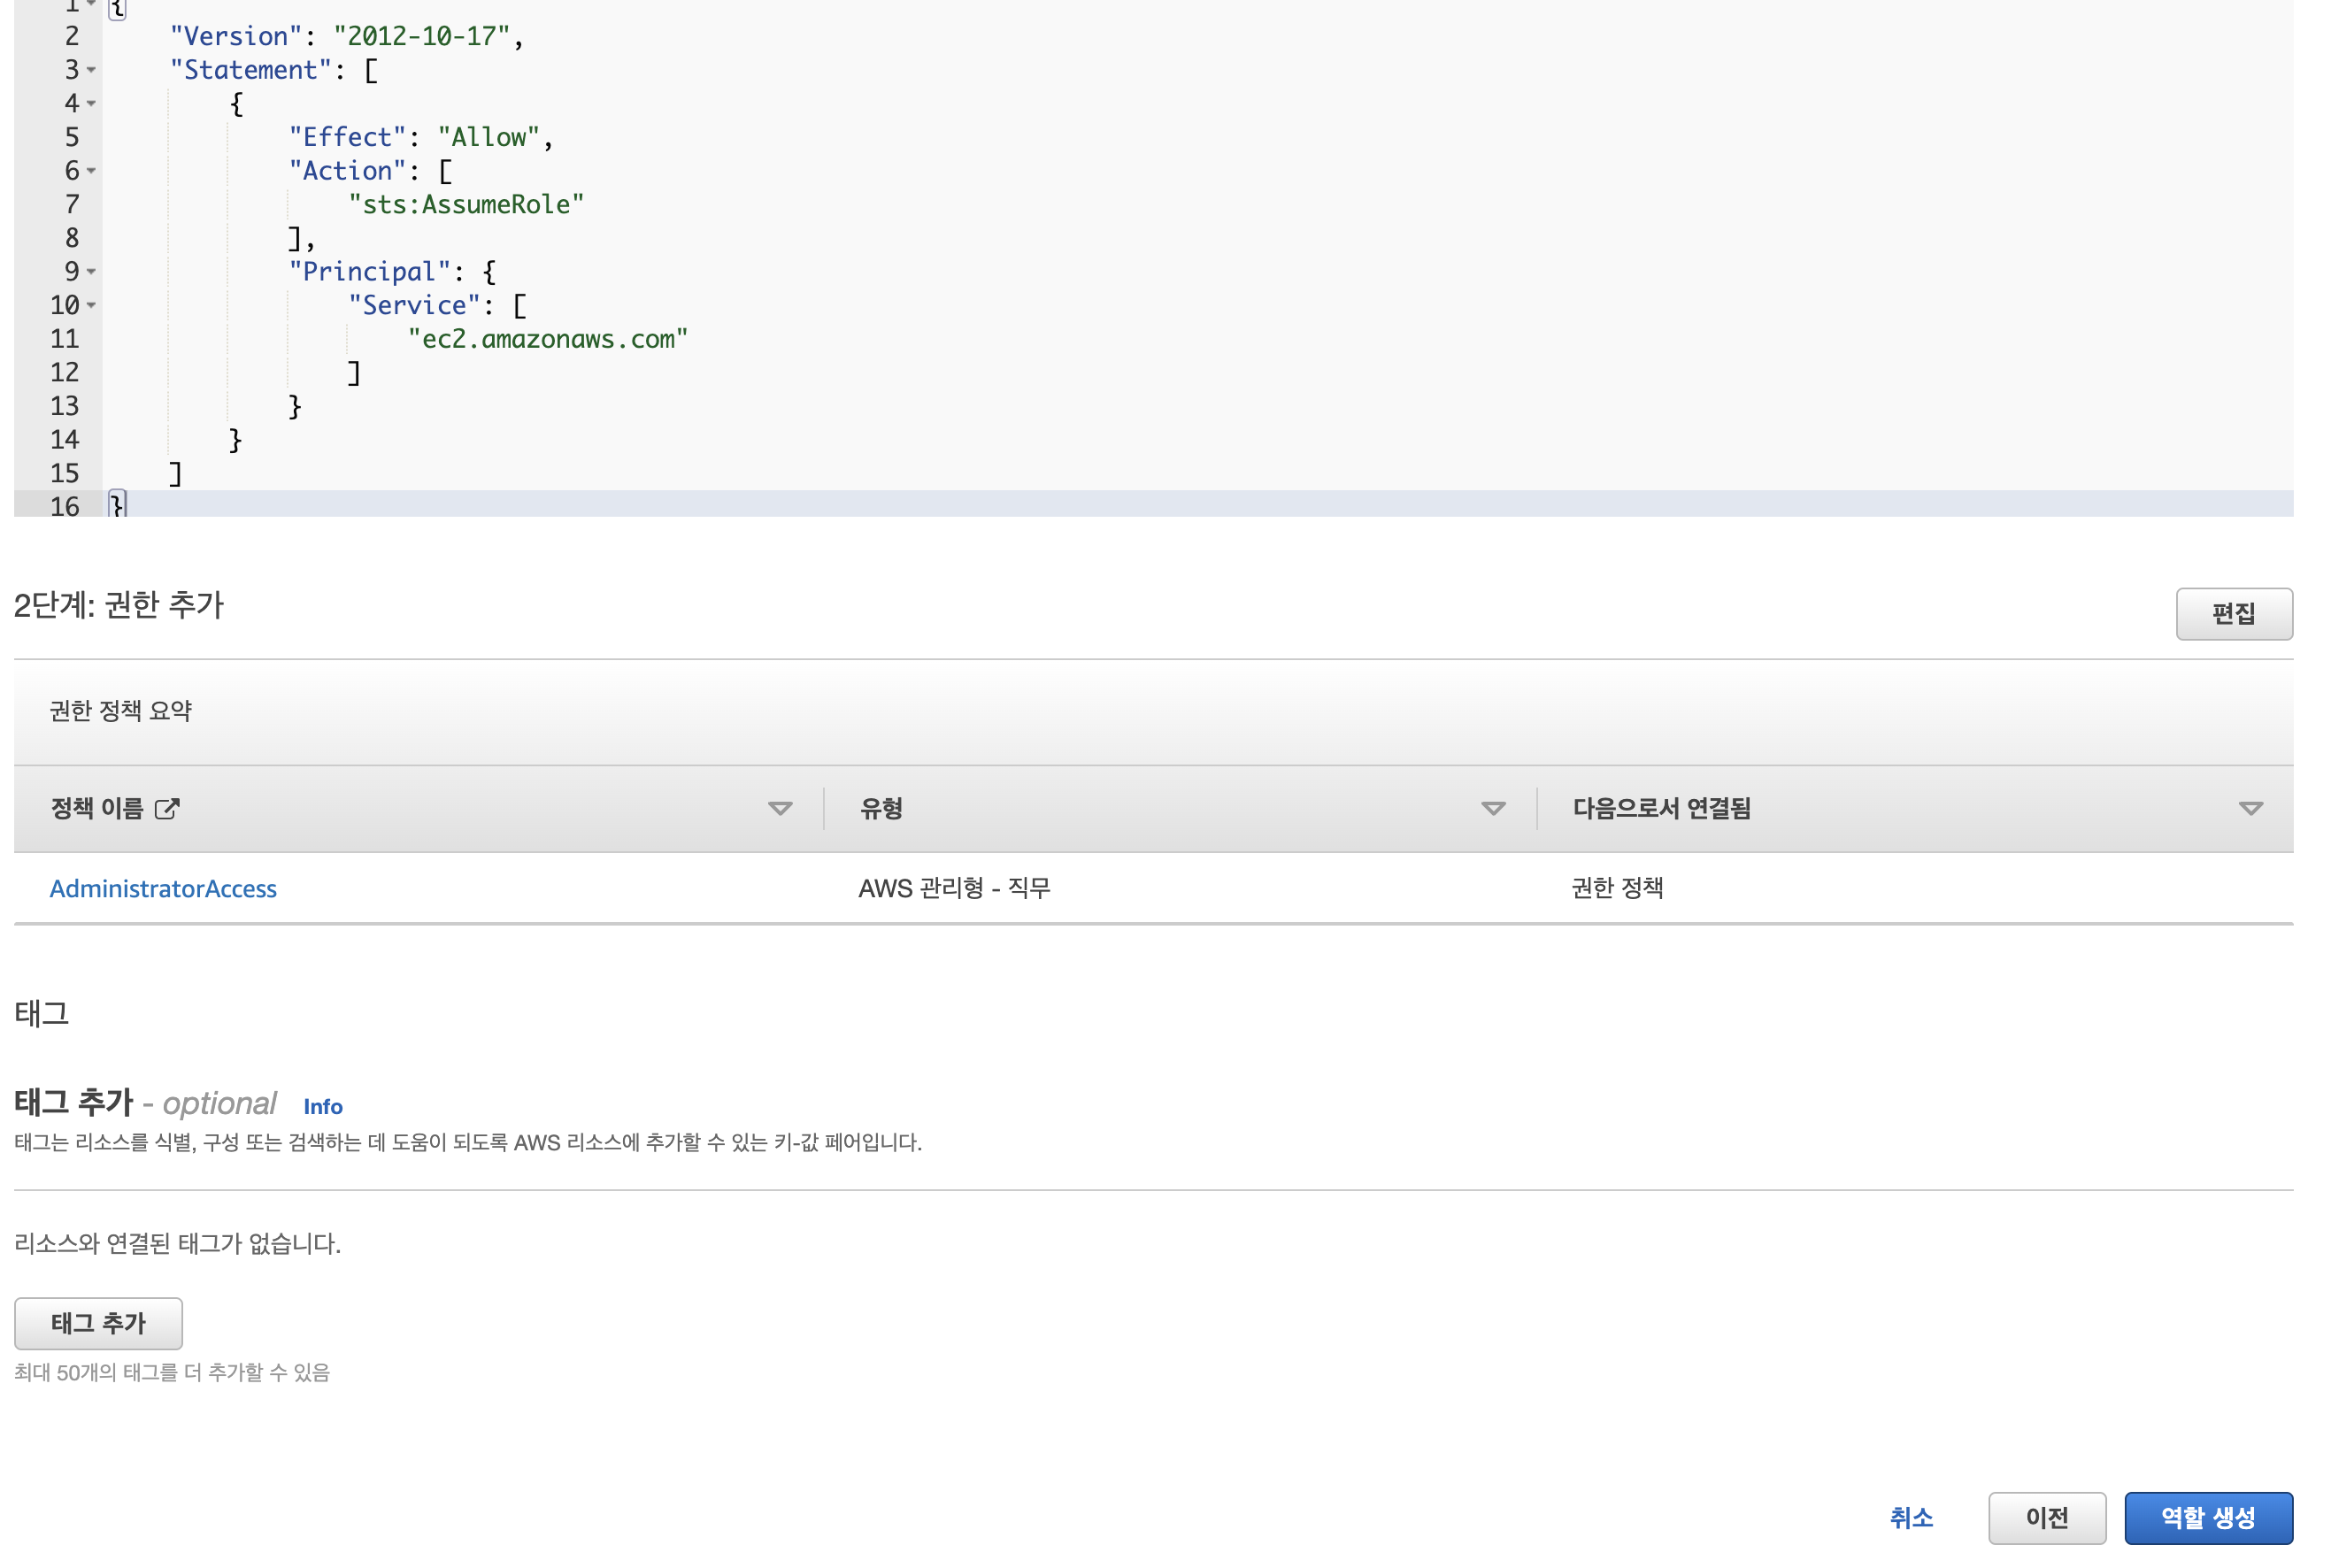 1 {
2 "Version": "2012-10-17",
3 "Statement": [
4 {
5 "Effect": "Allow",
6 "Action": [
7 "sts:AssumeRole"
8 ],
9 "Principal": {
10 "Service": [
11 "ec2.amazonaws.com"
12 ]
13 }
14 }
15 ]
16 }
2단계: 권한 추가
편집
권한 정책 요약
정책 이름 유형 다음으로서 연결됨
AdministratorAccess AWS 관리형 - 직무 권한 정책
태그
태그 추가 - optional Info
태그는 리소스를 식별, 구성 또는 검색하는 데 도움이 되도록 AWS 리소스에 추가할 수 있는 키-값 페어입니다.
리소스와 연결된 태그가 없습니다.
태그 추가
최대 50개의 태그를 더 추가할 수 있음
취소 이전 역할 생성